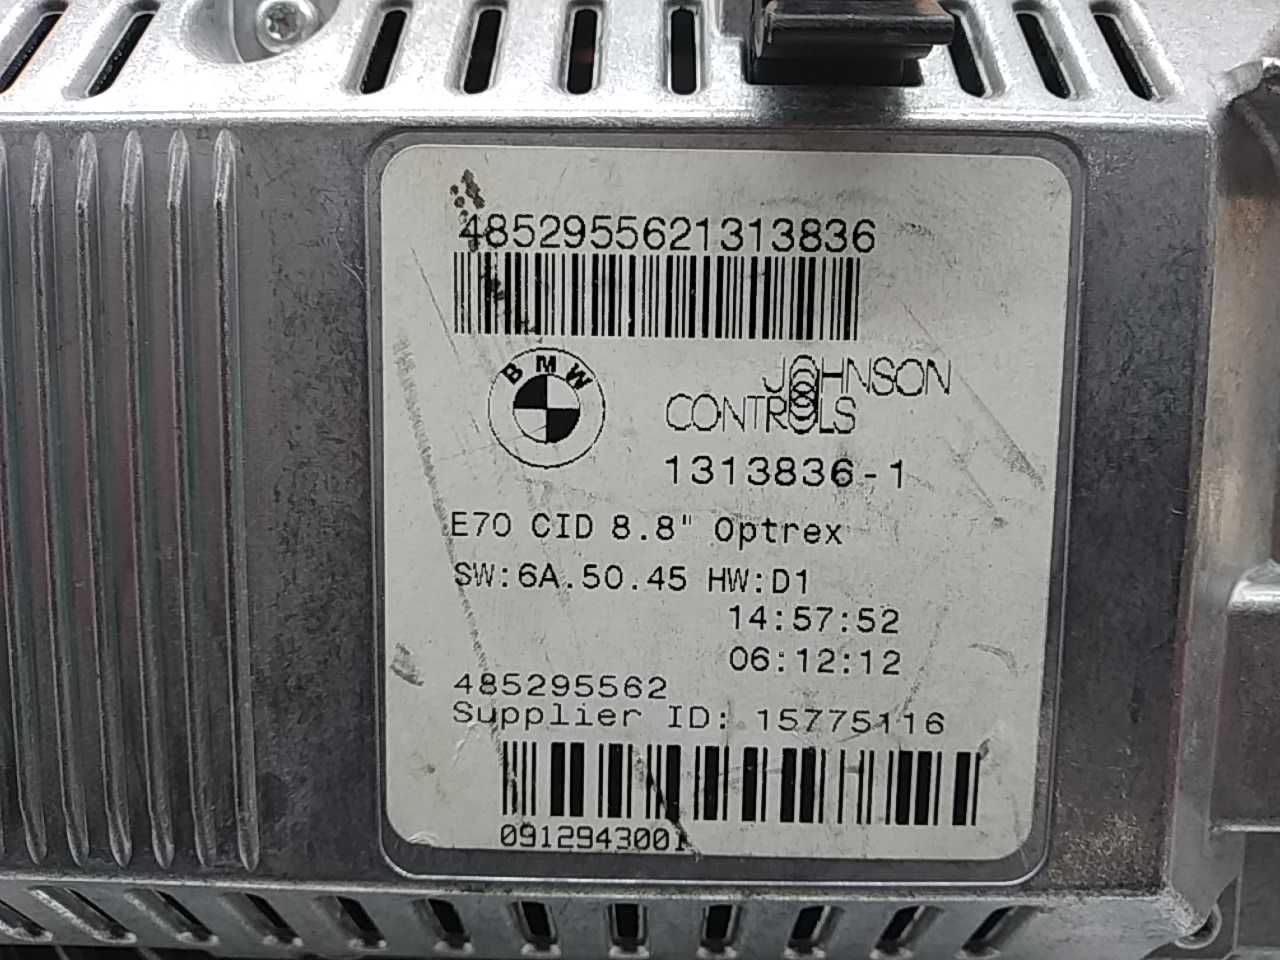 4852955621313836
BMW
JOHNSON
CONTROLS
1313836-1
E70 CID 8.8" Optrex
SW:6A.50.45 HW:D1
14:57:52
06:12:12
485295562
Supplier ID: 15775116
0912943001